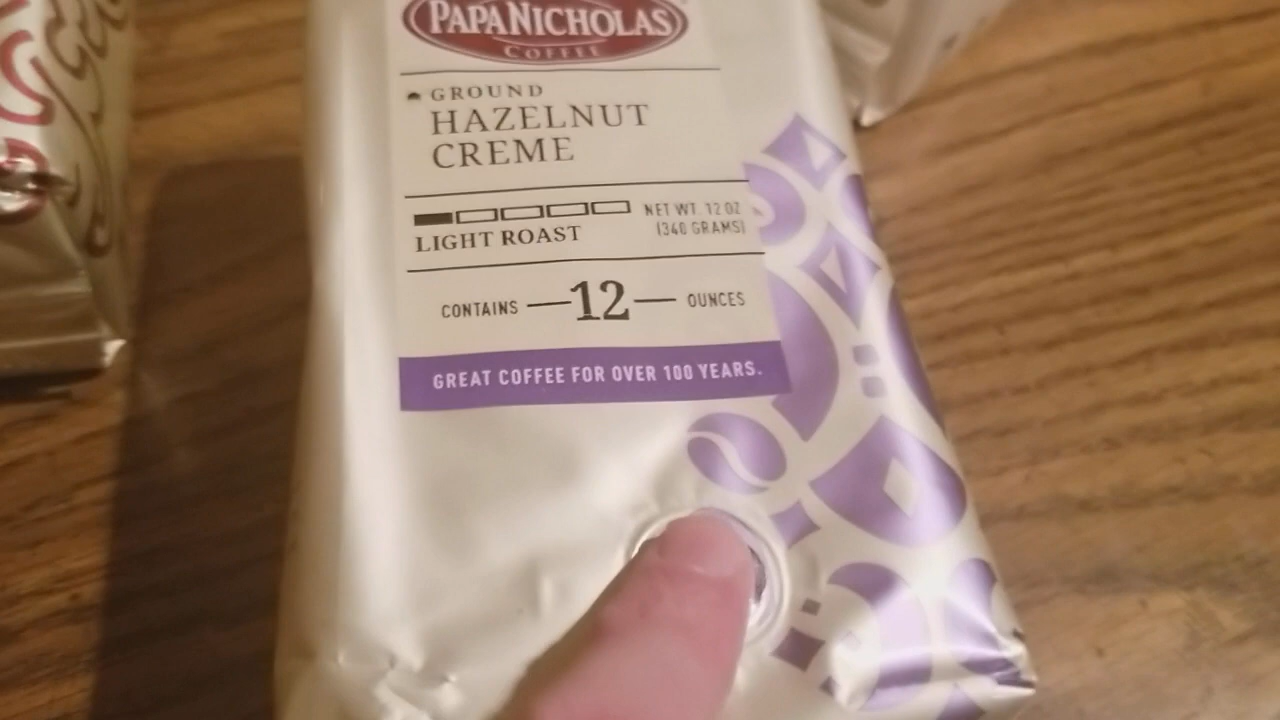 PAPANICHOLAS
COFFEE
GROUND
HAZELNUT
CREME
NET WT. 12 OZ
(340 GRAMS)
LIGHT ROAST
CONTAINS —12— OUNCES
GREAT COFFEE FOR OVER 100 YEARS.